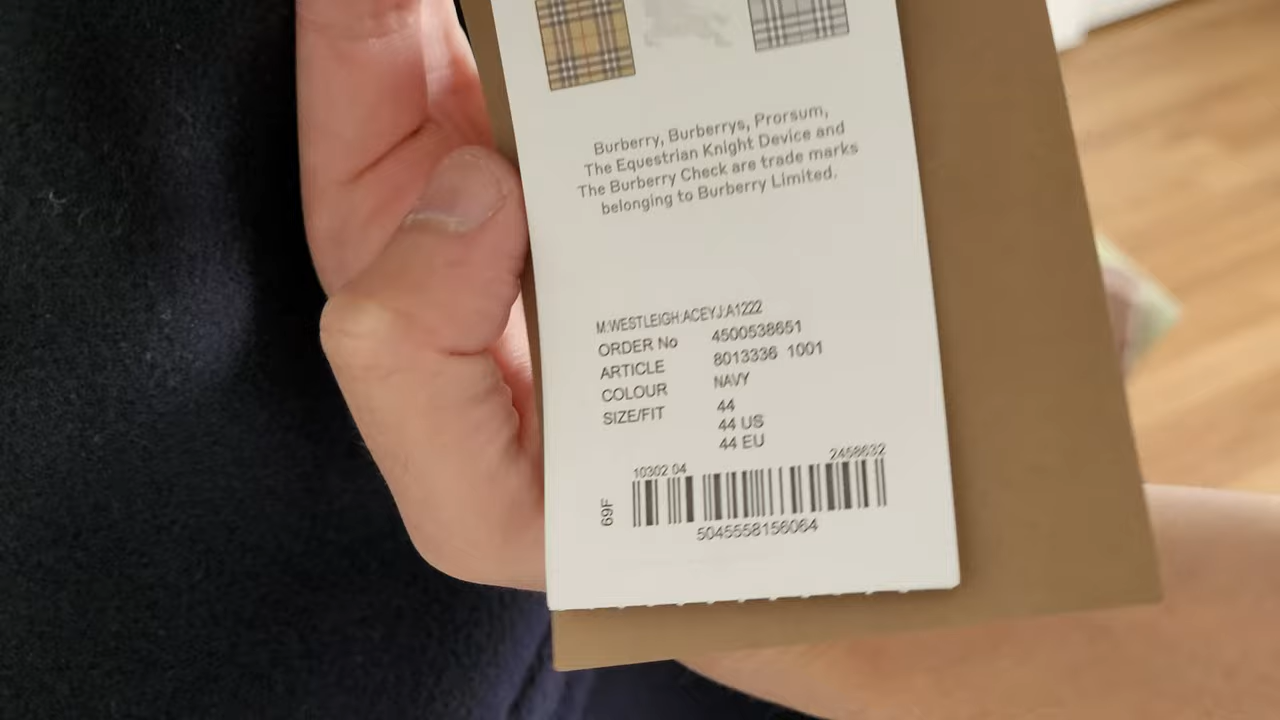 Burberry, Burberrys, Prorsum,
The Equestrian Knight Device and
The Burberry Check are trade marks
belonging to Burberry Limited.
M:WESTLEIGH:ACEYJ:A1222
ORDER No 4500538651
ARTICLE 8013336 1001
COLOUR NAVY
SIZE/FIT 44
44 US
44 EU
10302 04 2458632
69F
5045558156064